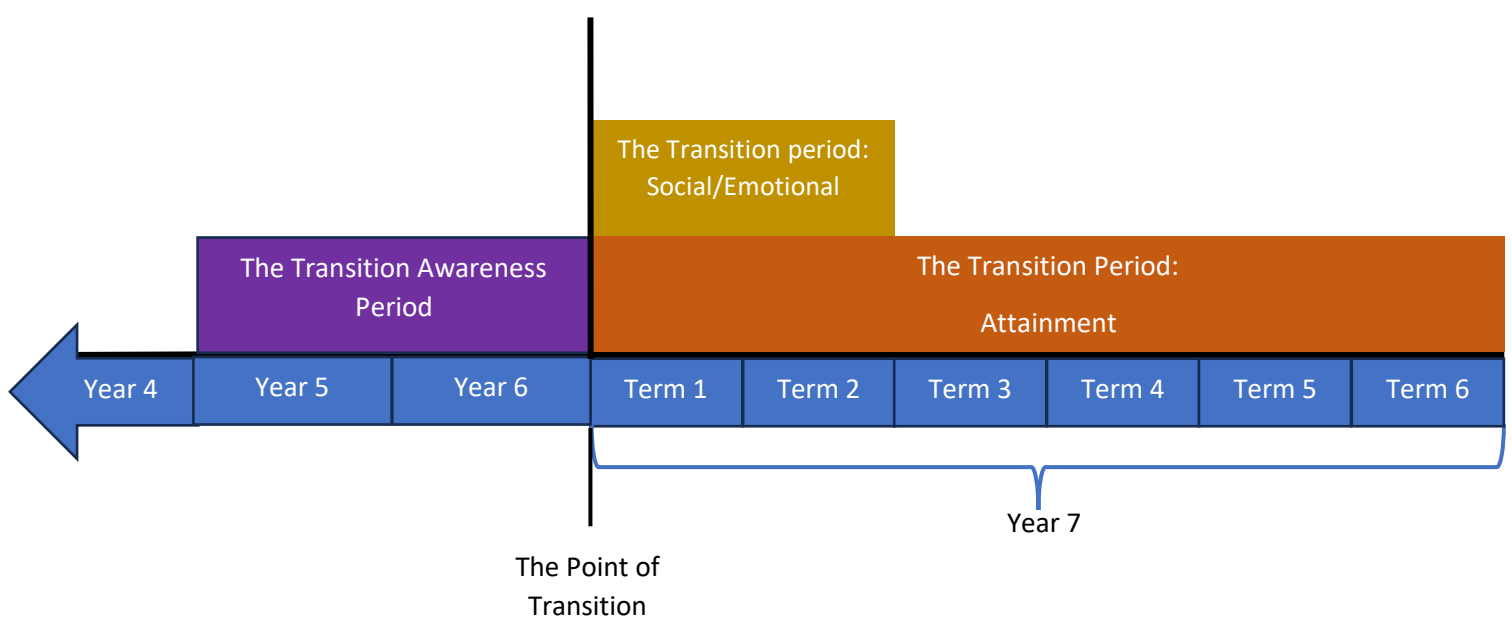 The Transition period:
Social/Emotional
The Transition Awareness
Period
The Transition Period:
Attainment
Year 4
Year 5
Year 6
Term 1
Term 2
Term 3
Term 4
Term 5
Term 6
Year 7
The Point of
Transition